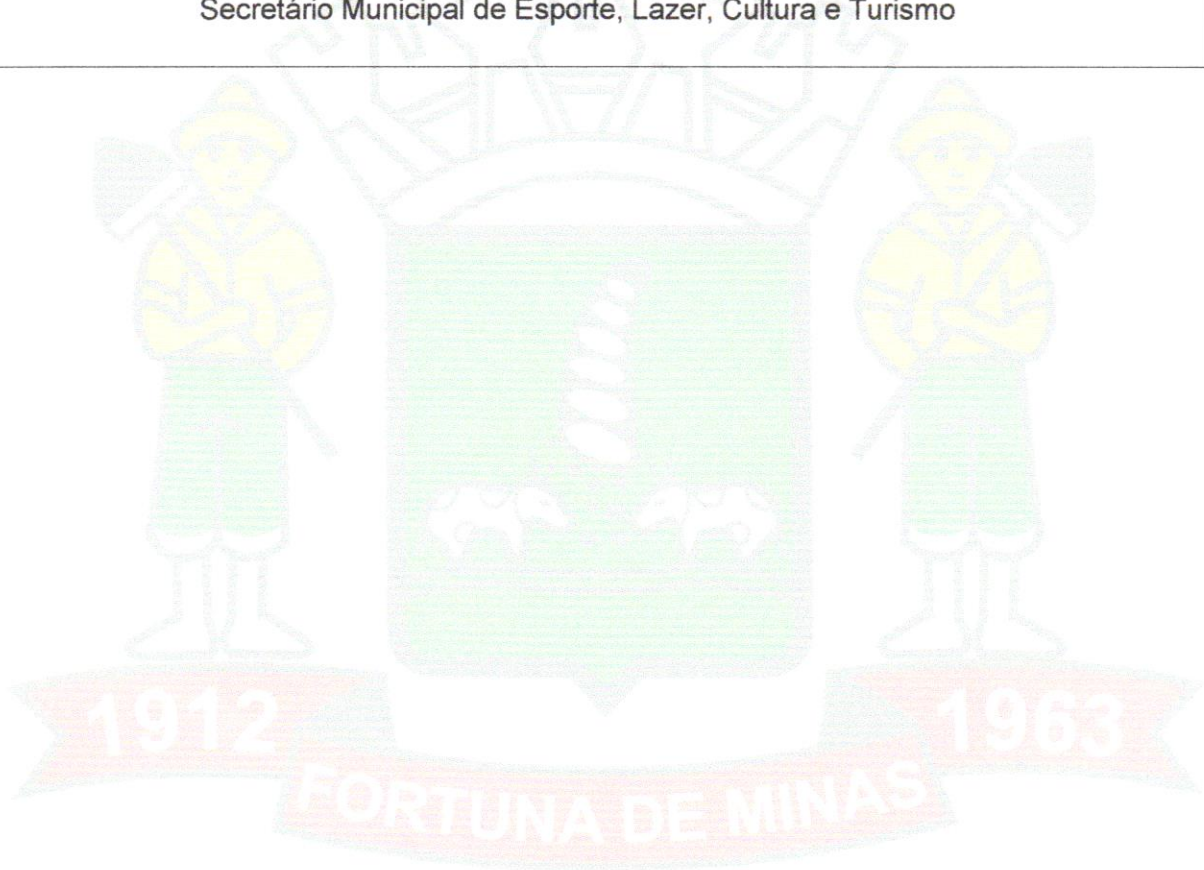 Secretário Municipal de Esporte, Lazer, Cultura e Turismo
1912
1963
FORTUNA DE MINAS